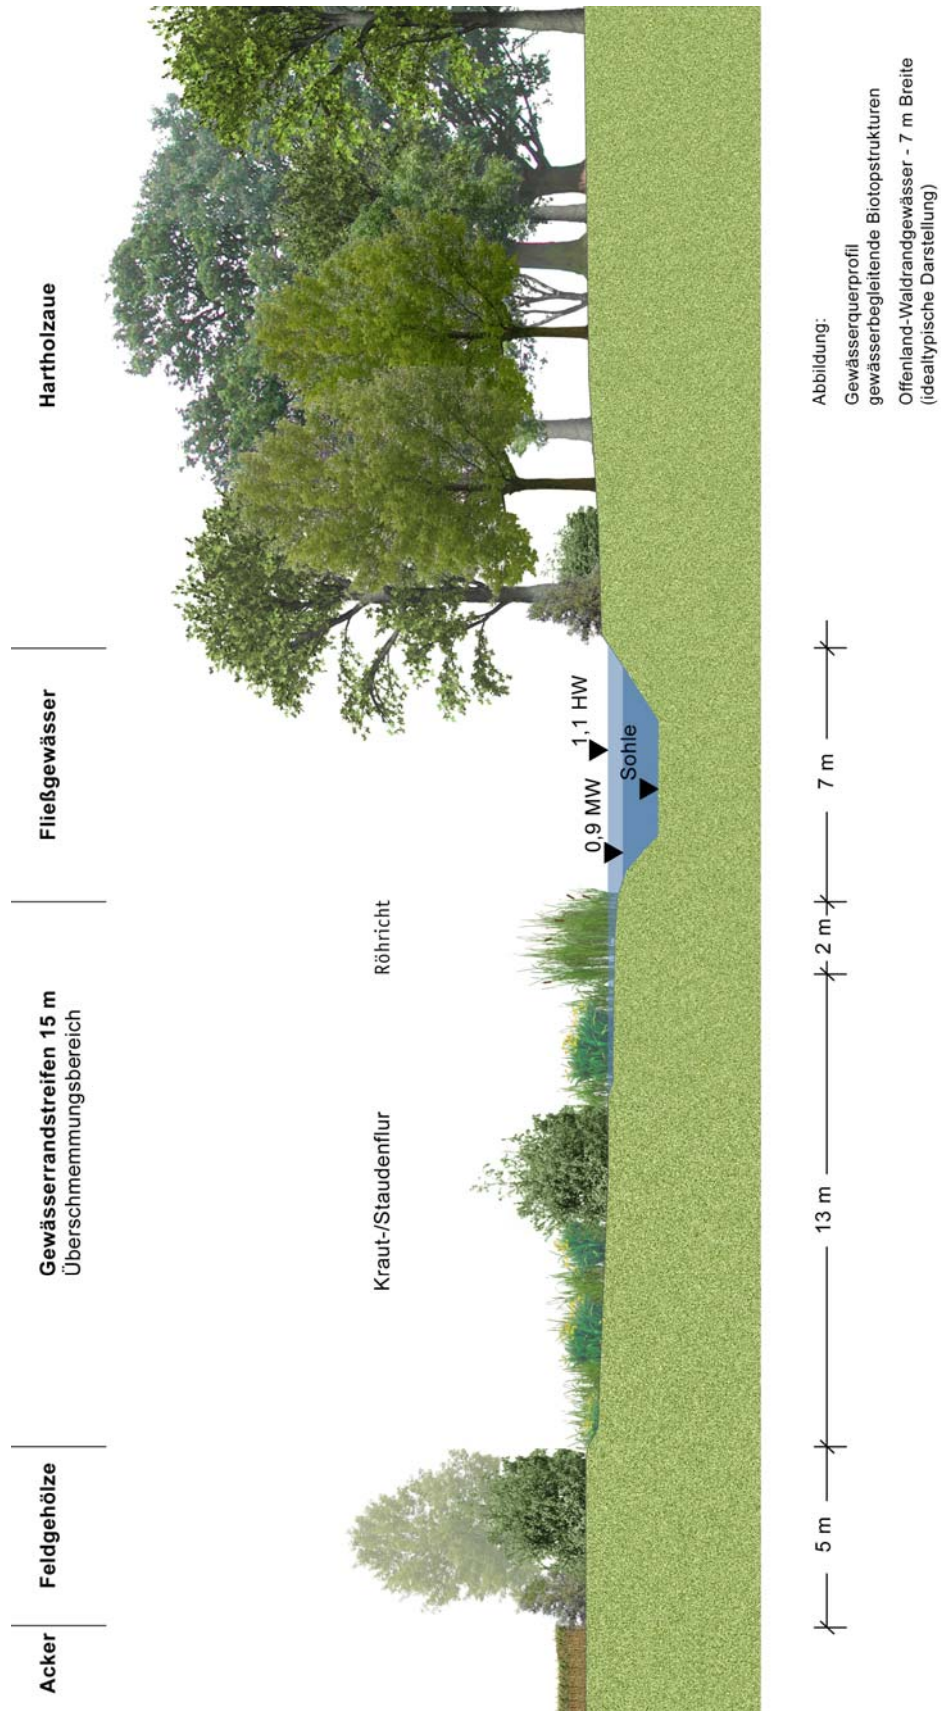 Acker
Feldgehölze
Gewässerrandstreifen 15 m
Überschmemmungsbereich
Fließgewässer
Hartholzaue
Kraut-/Staudenflur
Röhricht
0,9 MW
1,1 HW
Sohle
5 m
13 m
2 m
7 m
Abbildung:
Gewässerquerprofil
gewässerbegleitende Biotopstrukturen
Offenland-Waldrandgewässer - 7 m Breite
(idealtypische Darstellung)